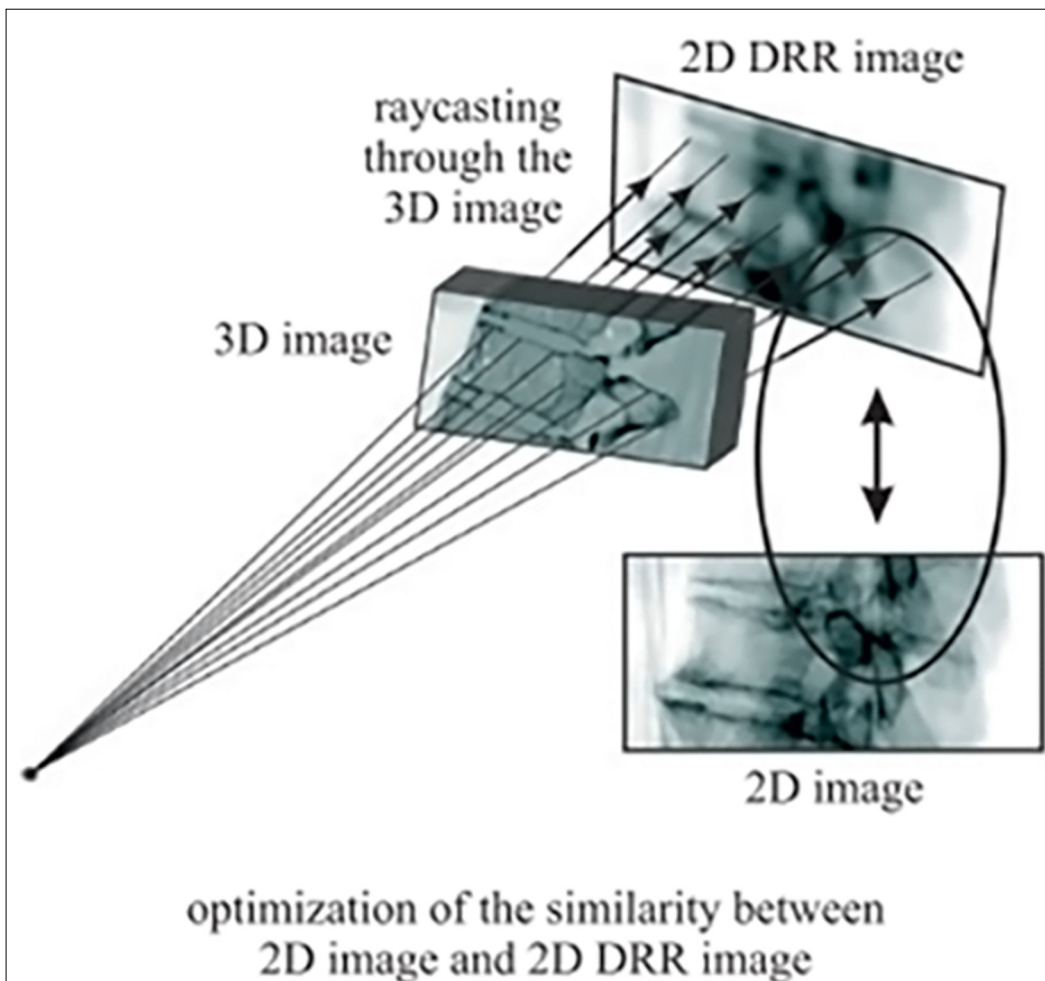 2D DRR image
raycasting
through the
3D image
3D image
2D image
optimization of the similarity between
2D image and 2D DRR image